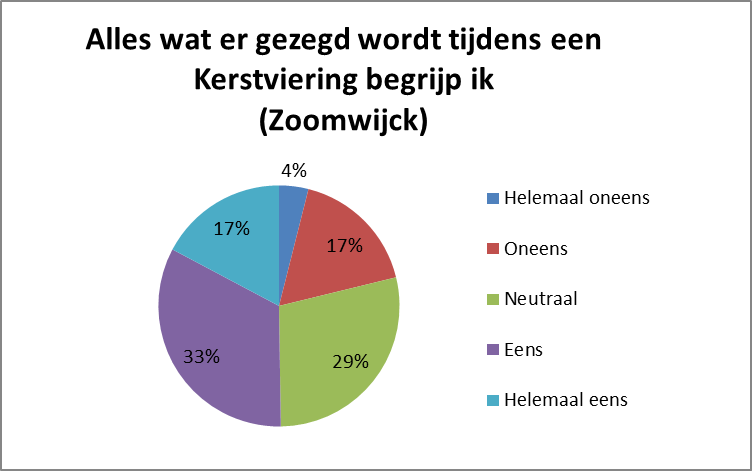 Alles wat er gezegd wordt tijdens een
Kerstviering begrijp ik
(Zoomwijck)
4%
17%
17%
33%
29%
Helemaal oneens
Oneens
Neutraal
Eens
Helemaal eens